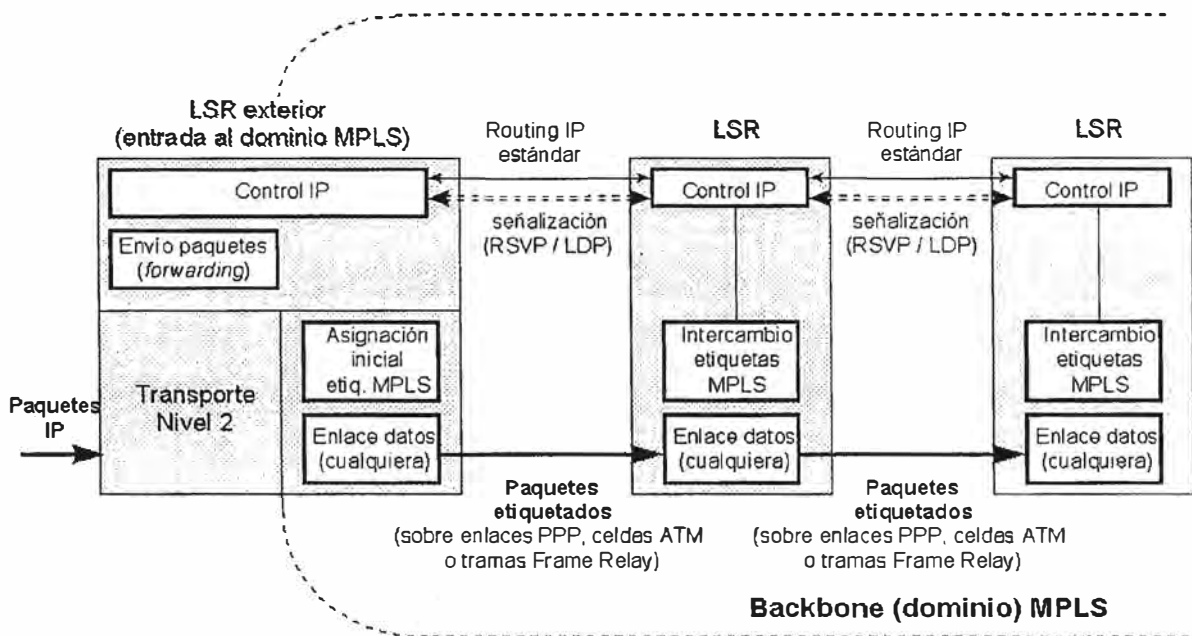 LSR exterior
(entrada al dominio MPLS)
Routing IP
estándar
LSR
Routing IP
estándar
LSR
Control IP
Control IP
Control IP
señalización
(RSVP / LDP)
señalización
(RSVP / LDP)
Envío paquetes
(forwarding)
Asignación
inicial
etiq. MPLS
Intercambio
etiquetas
MPLS
Intercambio
etiquetas
MPLS
Transporte
Nivel 2
Paquetes
IP
Enlace datos
(cualquiera)
Enlace datos
(cualquiera)
Enlace datos
(cualquiera)
Paquetes
etiquetados
(sobre enlaces PPP, celdas ATM
o tramas Frame Relay)
Paquetes
etiquetados
(sobre enlaces PPP, celdas ATM
o tramas Frame Relay)
Backbone (dominio) MPLS